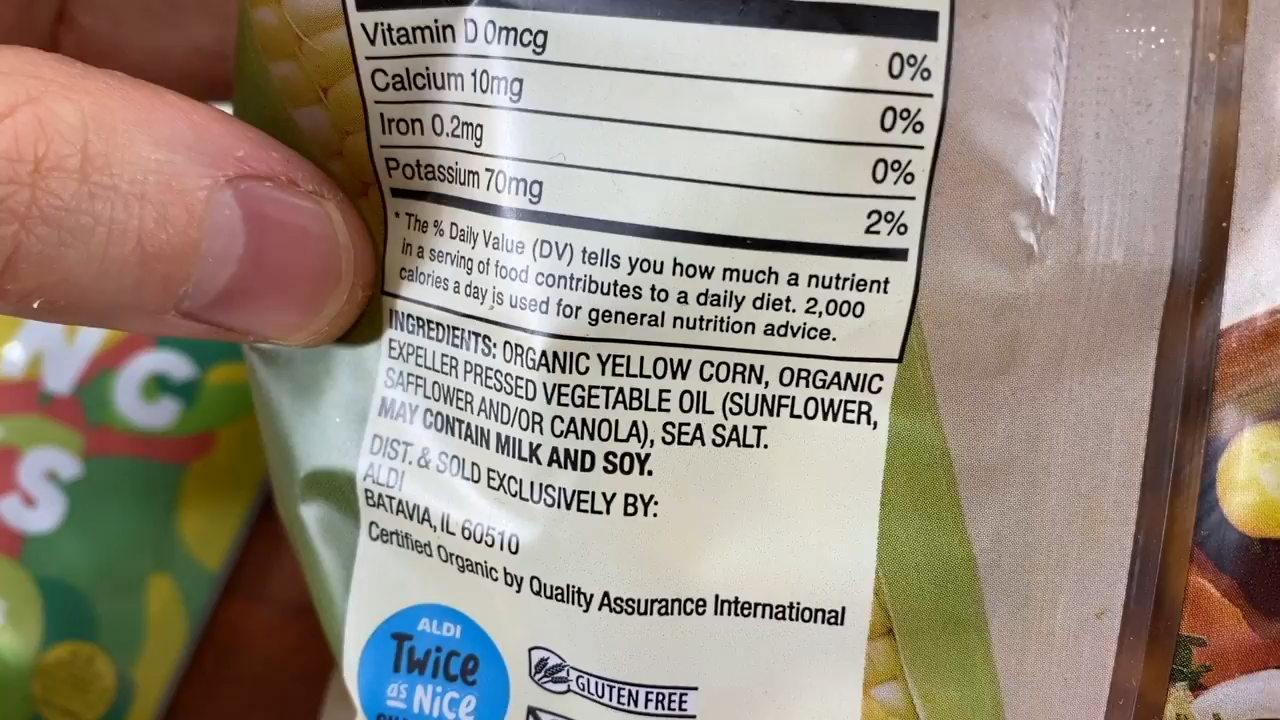 Vitamin D 0mcg 0%
Calcium 10mg 0%
Iron 0.2mg 0%
Potassium 70mg 2%
* The % Daily Value (DV) tells you how much a nutrient
in a serving of food contributes to a daily diet. 2,000
calories a day is used for general nutrition advice.
INGREDIENTS: ORGANIC YELLOW CORN, ORGANIC
EXPELLER PRESSED VEGETABLE OIL (SUNFLOWER,
SAFFLOWER AND/OR CANOLA), SEA SALT.
MAY CONTAIN MILK AND SOY.
DIST. & SOLD EXCLUSIVELY BY:
ALDI
BATAVIA, IL 60510
Certified Organic by Quality Assurance International
ALDI
Twice
as Nice
GLUTEN FREE